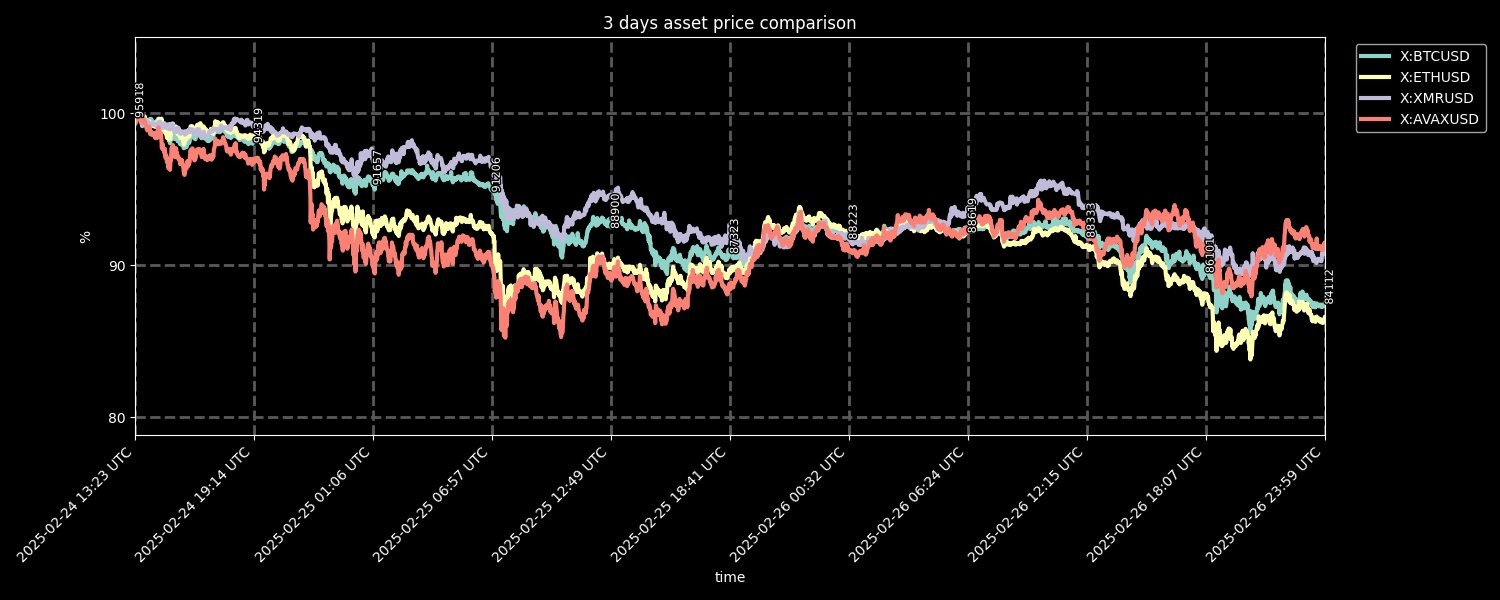 3 days asset price comparison
X:BTCUSD
X:ETHUSD
X:XMRUSD
X:AVAXUSD
100
90
80
%
95918
94319
91657
91206
88900
87323
88223
88619
88333
86101
84112
2025-02-24 13:23 UTC
2025-02-24 19:14 UTC
2025-02-25 01:06 UTC
2025-02-25 06:57 UTC
2025-02-25 12:49 UTC
2025-02-25 18:41 UTC
2025-02-26 00:32 UTC
2025-02-26 06:24 UTC
2025-02-26 12:15 UTC
2025-02-26 18:07 UTC
2025-02-26 23:59 UTC
time